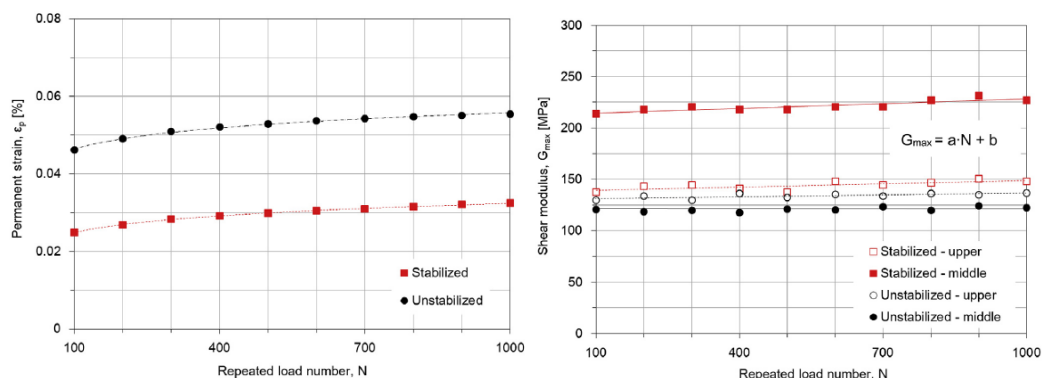 0.08
0.06
0.04
0.02
0
Permanent strain, εp [%]
Stabilized
Unstabilized
100 400 700 1000
Repeated load number, N
300
250
225
200
150
125
100
50
0
Shear modulus, Gmax [MPa]
Gmax = a·N + b
Stabilized - upper
Stabilized - middle
Unstabilized - upper
Unstabilized - middle
100 400 700 1000
Repeated load number, N